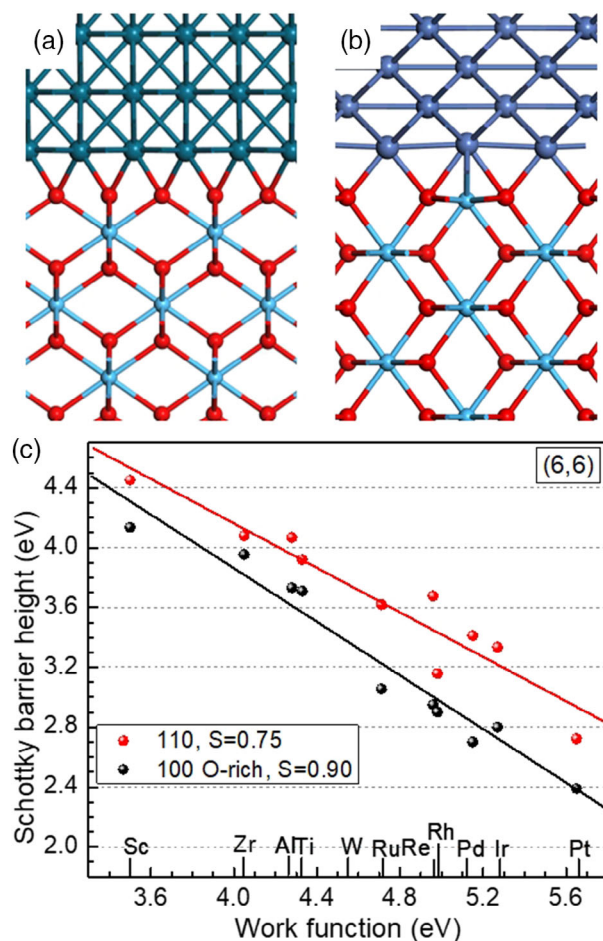 (a)
(b)
(c)
(6,6)
Schottky barrier height (eV)
4.4
4.0
3.6
3.2
2.8
2.4
2.0
110, S=0.75
100 O-rich, S=0.90
Sc Zr Al Ti W Ru Re Rh Pd Ir Pt
3.6 4.0 4.4 4.8 5.2 5.6
Work function (eV)